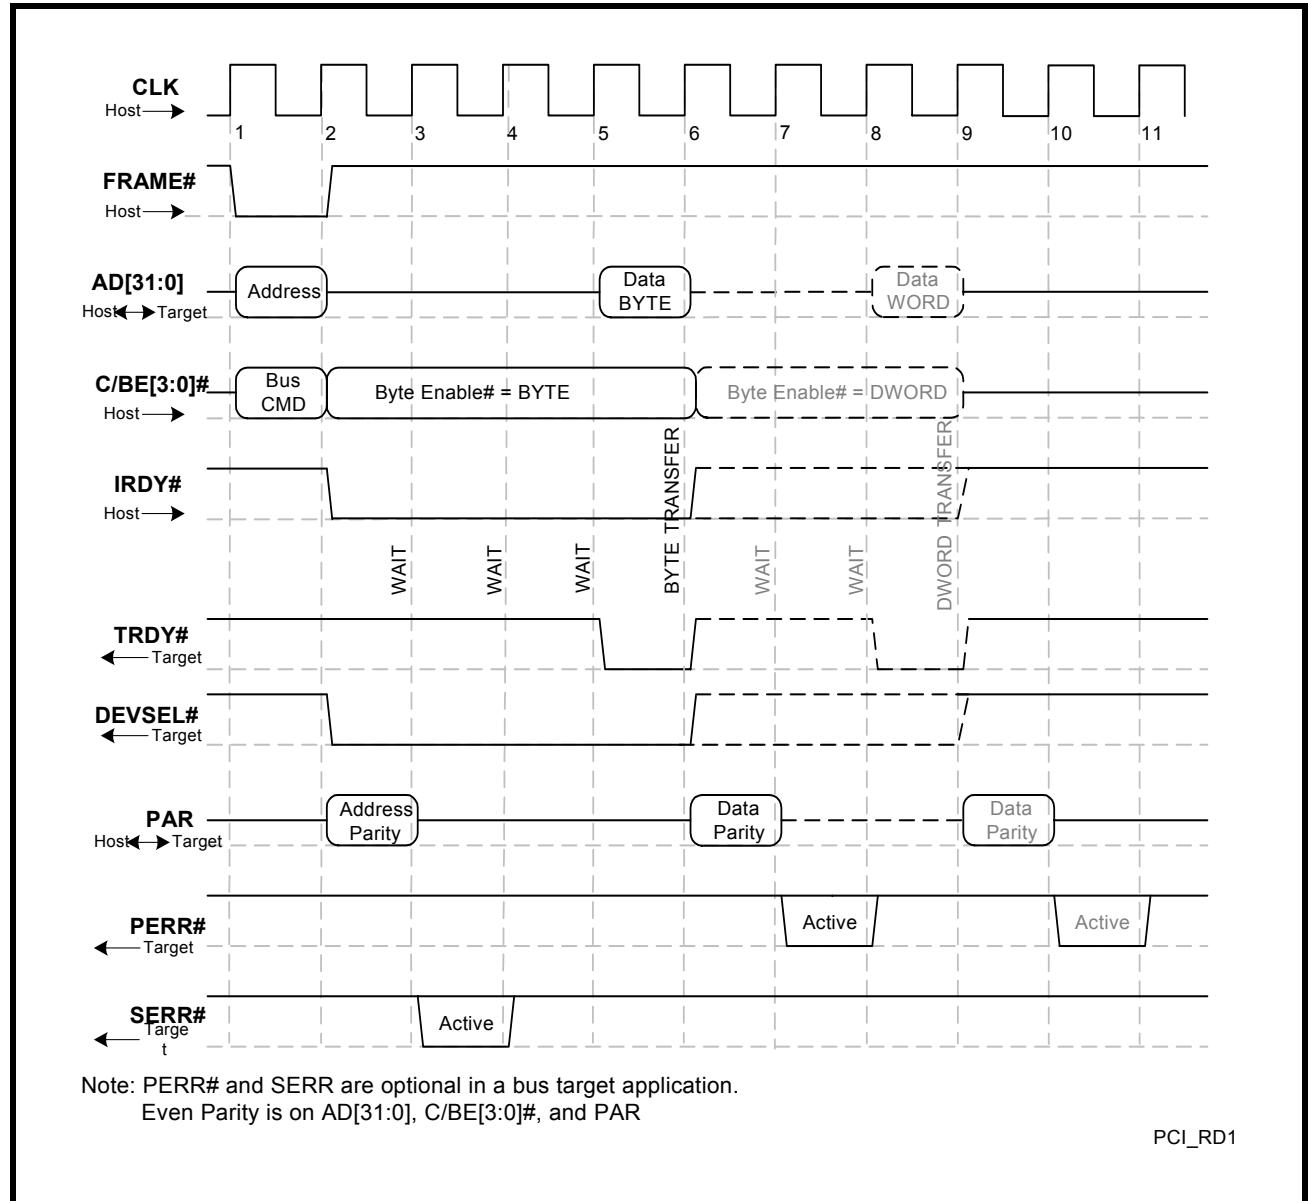 CLK
Host
1 2 3 4 5 6 7 8 9 10 11
FRAME#
Host
AD[31:0]
Host Target
Address
Data
BYTE
Data
WORD
C/BE[3:0]#
Host
Bus
CMD
Byte Enable# = BYTE
Byte Enable# = DWORD
IRDY#
Host
WAIT
WAIT
WAIT
BYTE TRANSFER
WAIT
WAIT
DWORD TRANSFER
TRDY#
Target
DEVSEL#
Target
PAR
Host Target
Address
Parity
Data
Parity
Data
Parity
PERR#
Target
Active
Active
SERR#
Targe
t
Active
Note: PERR# and SERR are optional in a bus target application.
Even Parity is on AD[31:0], C/BE[3:0]#, and PAR
PCI_RD1